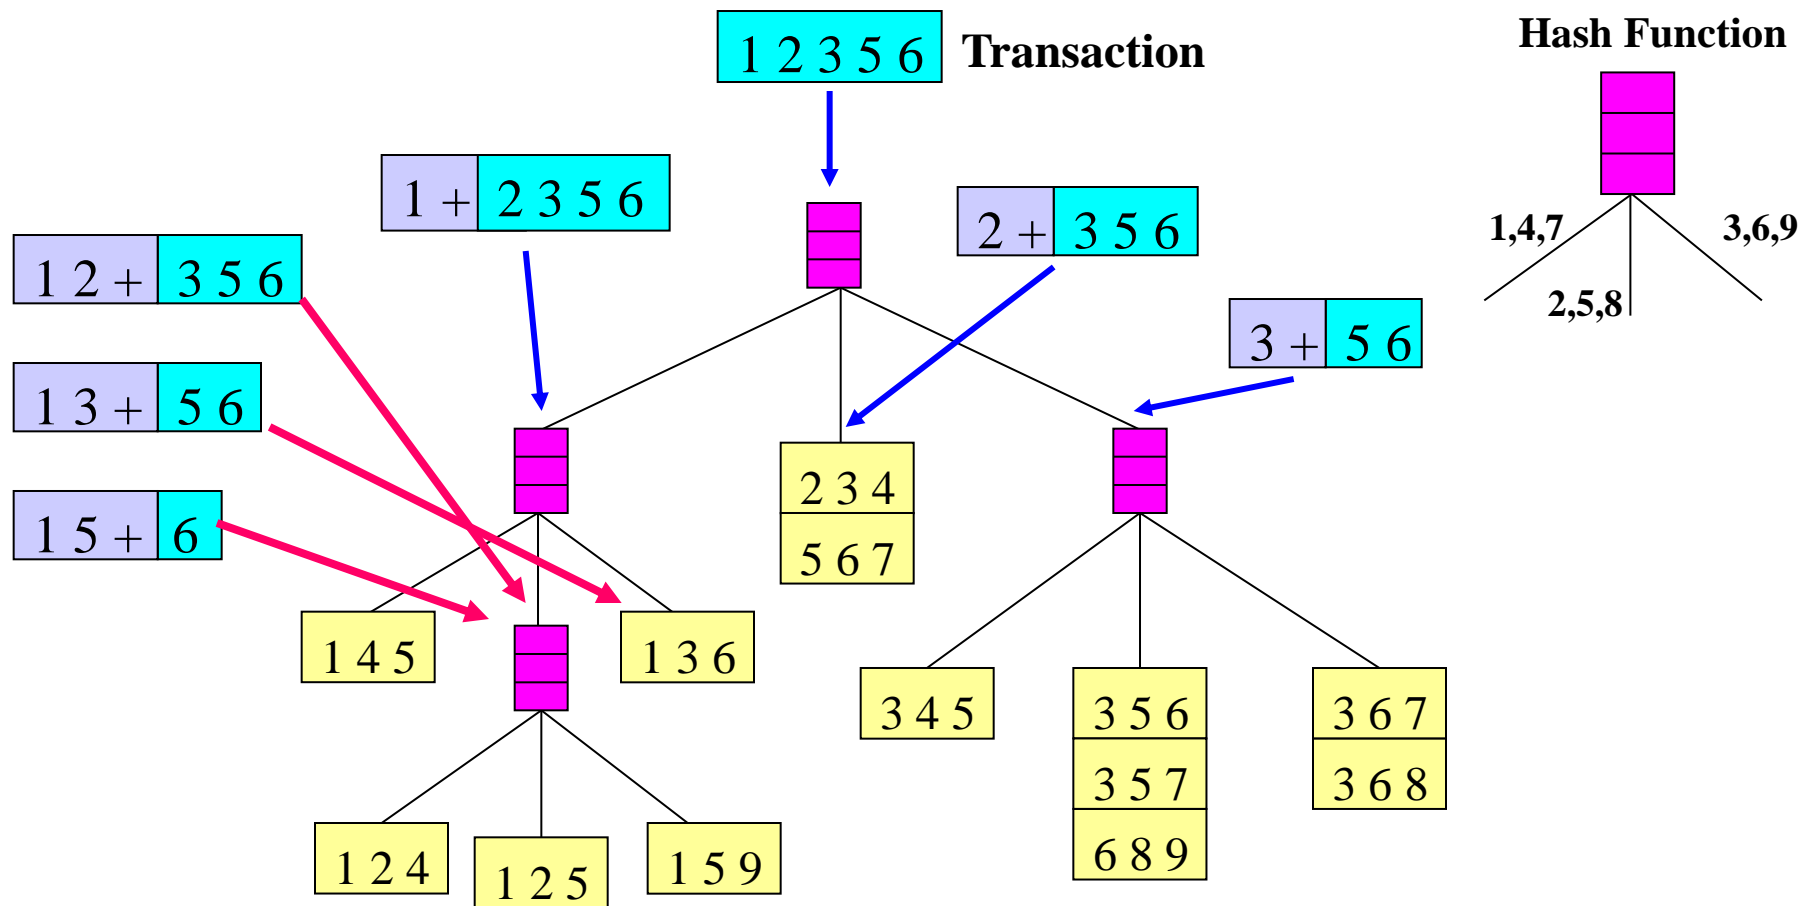 1 2 3 5 6 Transaction
Hash Function
1 + 2 3 5 6
2 + 3 5 6
1,4,7
3,6,9
2,5,8
1 2 + 3 5 6
3 + 5 6
1 3 + 5 6
1 5 + 6
2 3 4
5 6 7
1 4 5
1 3 6
3 4 5
3 5 6
3 6 7
3 5 7
3 6 8
6 8 9
1 2 4
1 2 5
1 5 9